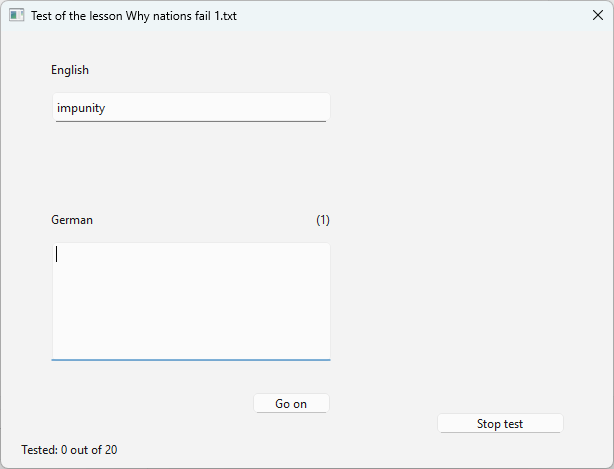 Test of the lesson Why nations fail 1.txt
English
impunity
German (1)
Go on
Stop test
Tested: 0 out of 20